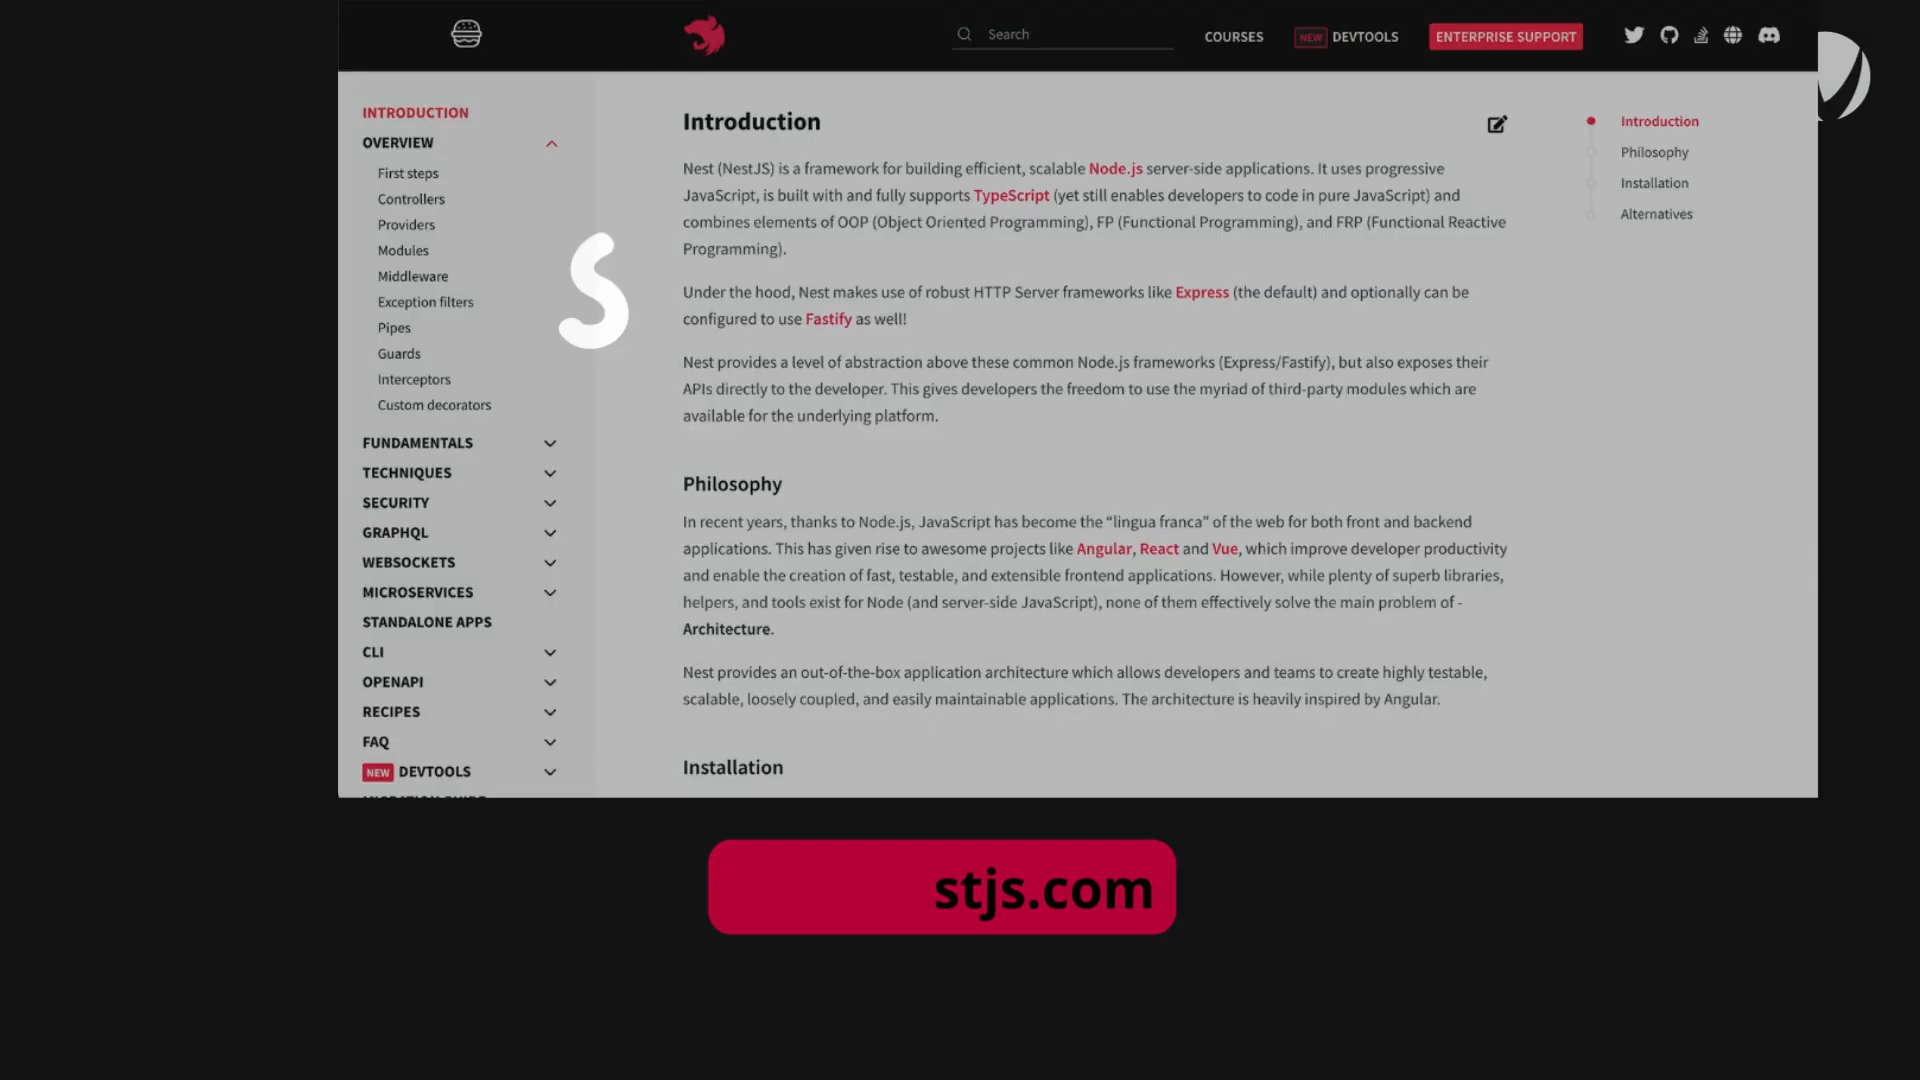 Search
COURSES
NEW DEVTOOLS
ENTERPRISE SUPPORT
INTRODUCTION
OVERVIEW
First steps
Controllers
Providers
Modules
Middleware
Exception filters
Pipes
Guards
Interceptors
Custom decorators
FUNDAMENTALS
TECHNIQUES
SECURITY
GRAPHQL
WEBSOCKETS
MICROSERVICES
STANDALONE APPS
CLI
OPENAPI
RECIPES
FAQ
NEW DEVTOOLS
S
Introduction
Nest (NestJS) is a framework for building efficient, scalable Node.js server-side applications. It uses progressive
JavaScript, is built with and fully supports TypeScript (yet still enables developers to code in pure JavaScript) and
combines elements of OOP (Object Oriented Programming), FP (Functional Programming), and FRP (Functional Reactive
Programming).
Under the hood, Nest makes use of robust HTTP Server frameworks like Express (the default) and optionally can be
configured to use Fastify as well!
Nest provides a level of abstraction above these common Node.js frameworks (Express/Fastify), but also exposes their
APIs directly to the developer. This gives developers the freedom to use the myriad of third-party modules which are
available for the underlying platform.
Philosophy
In recent years, thanks to Node.js, JavaScript has become the “lingua franca” of the web for both front and backend
applications. This has given rise to awesome projects like Angular, React and Vue, which improve developer productivity
and enable the creation of fast, testable, and extensible frontend applications. However, while plenty of superb libraries,
helpers, and tools exist for Node (and server-side JavaScript), none of them effectively solve the main problem of -
Architecture.
Nest provides an out-of-the-box application architecture which allows developers and teams to create highly testable,
scalable, loosely coupled, and easily maintainable applications. The architecture is heavily inspired by Angular.
Installation
Introduction
Philosophy
Installation
Alternatives
stjs.com